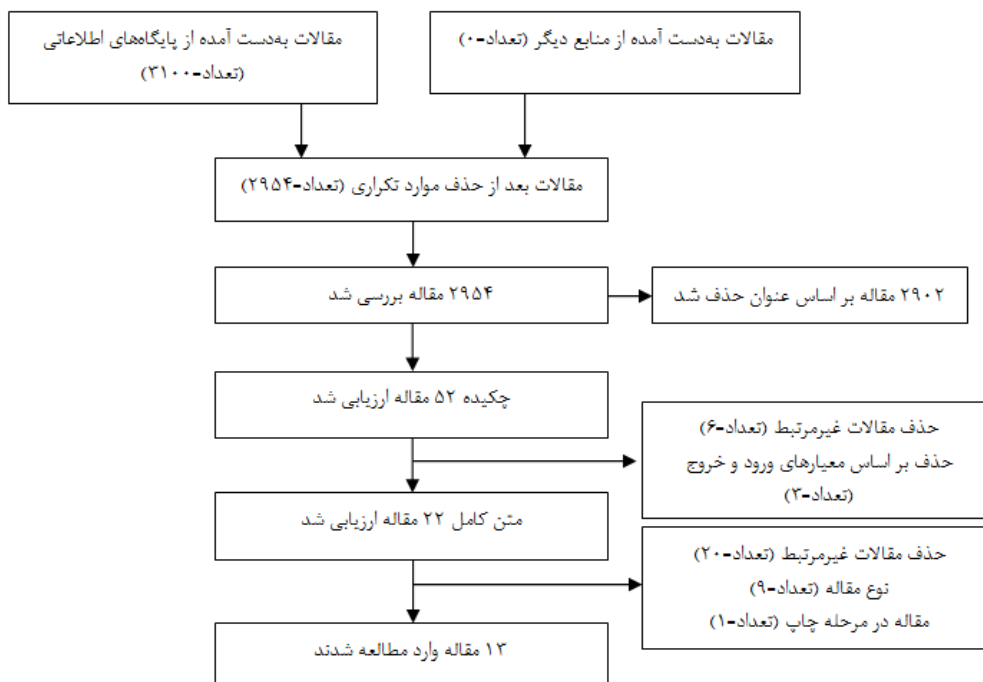 مقالات به‌دست آمده از پایگاه‌های اطلاعاتی
(تعداد-۳۱۰۰)
مقالات به‌دست آمده از منابع دیگر (تعداد-۰)
مقالات بعد از حذف موارد تکراری (تعداد-۲۹۵۴)
۲۹۵۴ مقاله بررسی شد
۲۹۰۲ مقاله بر اساس عنوان حذف شد
چکیده ۵۲ مقاله ارزیابی شد
حذف مقالات غیرمرتبط (تعداد-۶)
حذف بر اساس معیارهای ورود و خروج
(تعداد-۳)
متن کامل ۲۲ مقاله ارزیابی شد
حذف مقالات غیرمرتبط (تعداد-۲۰)
نوع مقاله (تعداد-۹)
مقاله در مرحله چاپ (تعداد-۱)
۱۳ مقاله وارد مطالعه شدند